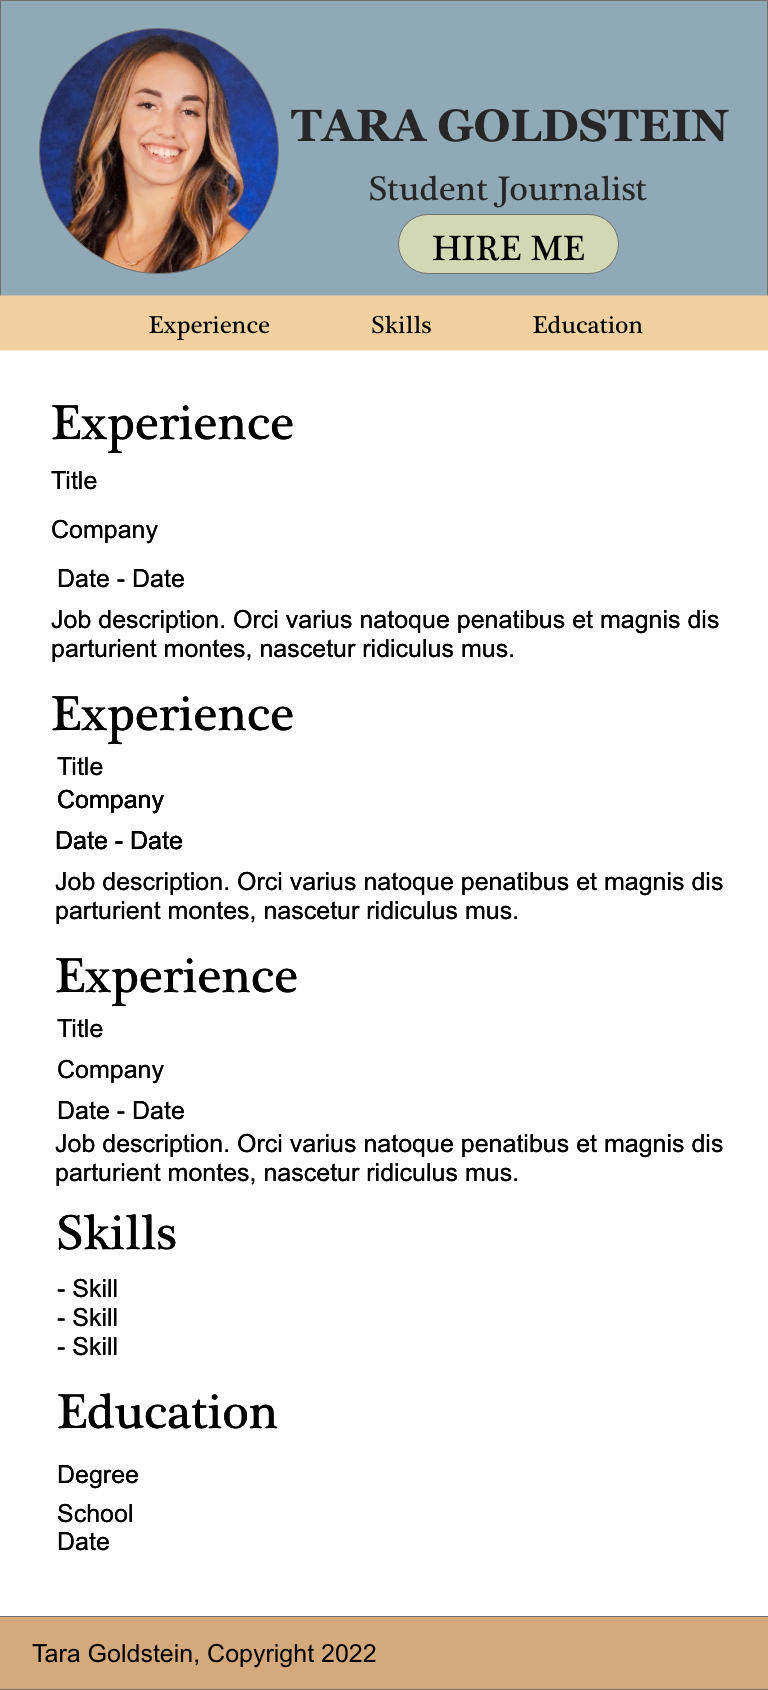 TARA GOLDSTEIN
Student Journalist
HIRE ME
Experience Skills Education
Experience
Title
Company
Date - Date
Job description. Orci varius natoque penatibus et magnis dis
parturient montes, nascetur ridiculus mus.
Experience
Title
Company
Date - Date
Job description. Orci varius natoque penatibus et magnis dis
parturient montes, nascetur ridiculus mus.
Experience
Title
Company
Date - Date
Job description. Orci varius natoque penatibus et magnis dis
parturient montes, nascetur ridiculus mus.
Skills
- Skill
- Skill
- Skill
Education
Degree
School
Date
Tara Goldstein, Copyright 2022